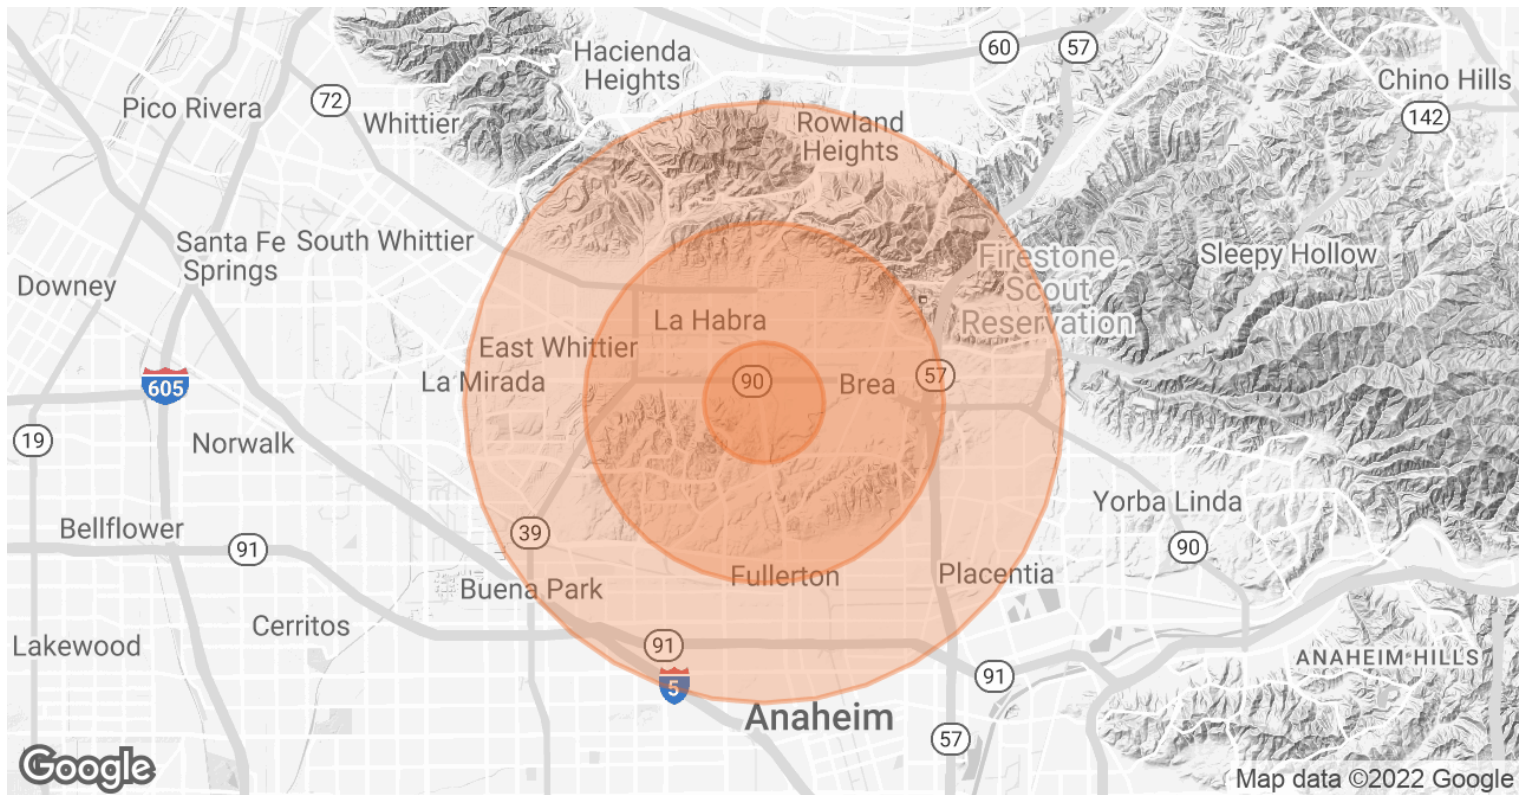 Hacienda
Heights
60
57
Chino Hills
Pico Rivera
72
Whittier
142
Rowland
Heights
Santa Fe
Springs
South Whittier
Firestone
Scout
Reservation
Sleepy Hollow
Downey
La Habra
East Whittier
La Mirada
605
90
Brea
57
19
Norwalk
Yorba Linda
Bellflower
91
39
90
Buena Park
Fullerton
Placentia
Cerritos
Lakewood
91
ANAHEIM HILLS
5
91
Anaheim
57
Google
Map data ©2022 Google